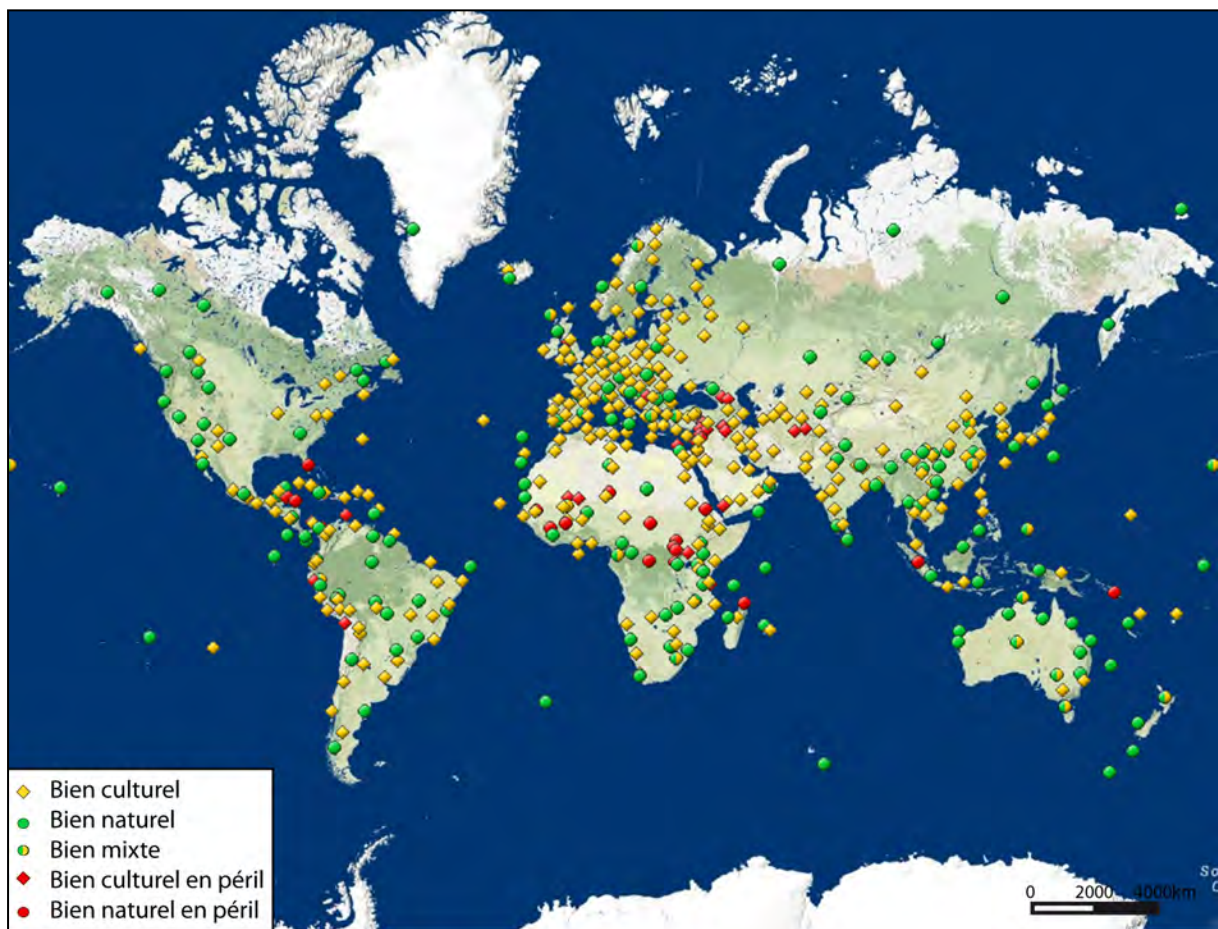 Bien culturel
Bien naturel
Bien mixte
Bien culturel en péril
Bien naturel en péril
0 2000 4000km